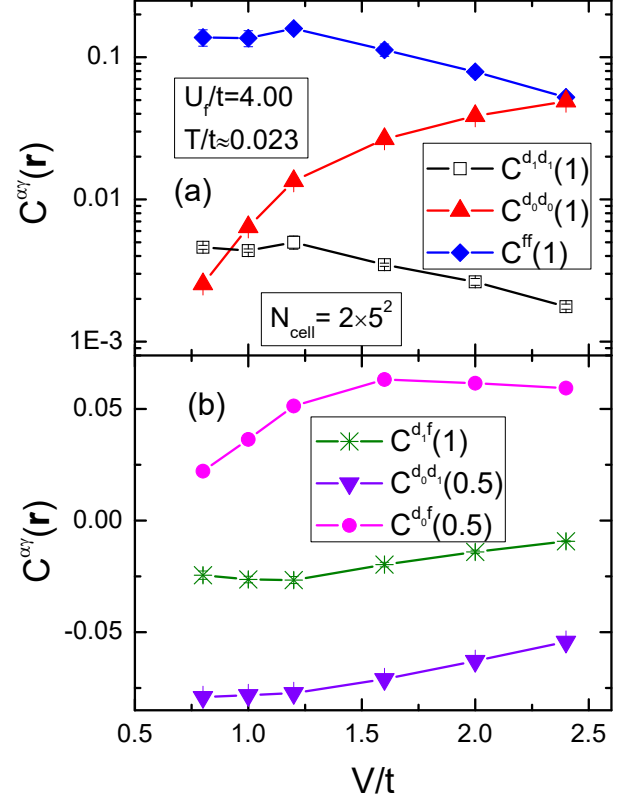 0.1
0.01
1E-3
C^αγ(r)
U_f/t=4.00
T/t≈0.023
(a)
C^{d_1d_1}(1)
C^{d_0d_0}(1)
C^{ff}(1)
N_cell= 2×5^2
0.05
0.00
-0.05
C^αγ(r)
(b)
C^{d_1f}(1)
C^{d_0d_1}(0.5)
C^{d_0f}(0.5)
0.5
1.0
1.5
2.0
2.5
V/t